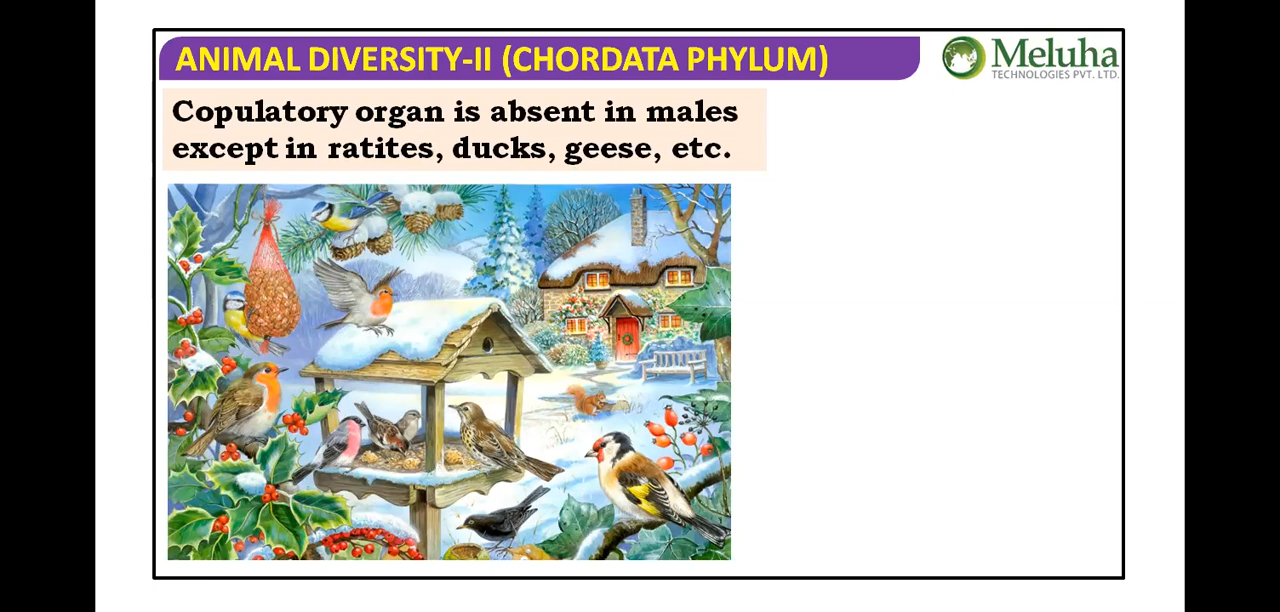 ANIMAL DIVERSITY-II (CHORDATA PHYLUM)
Meluha
TECHNOLOGIES PVT. LTD.
Copulatory organ is absent in males
except in ratites, ducks, geese, etc.